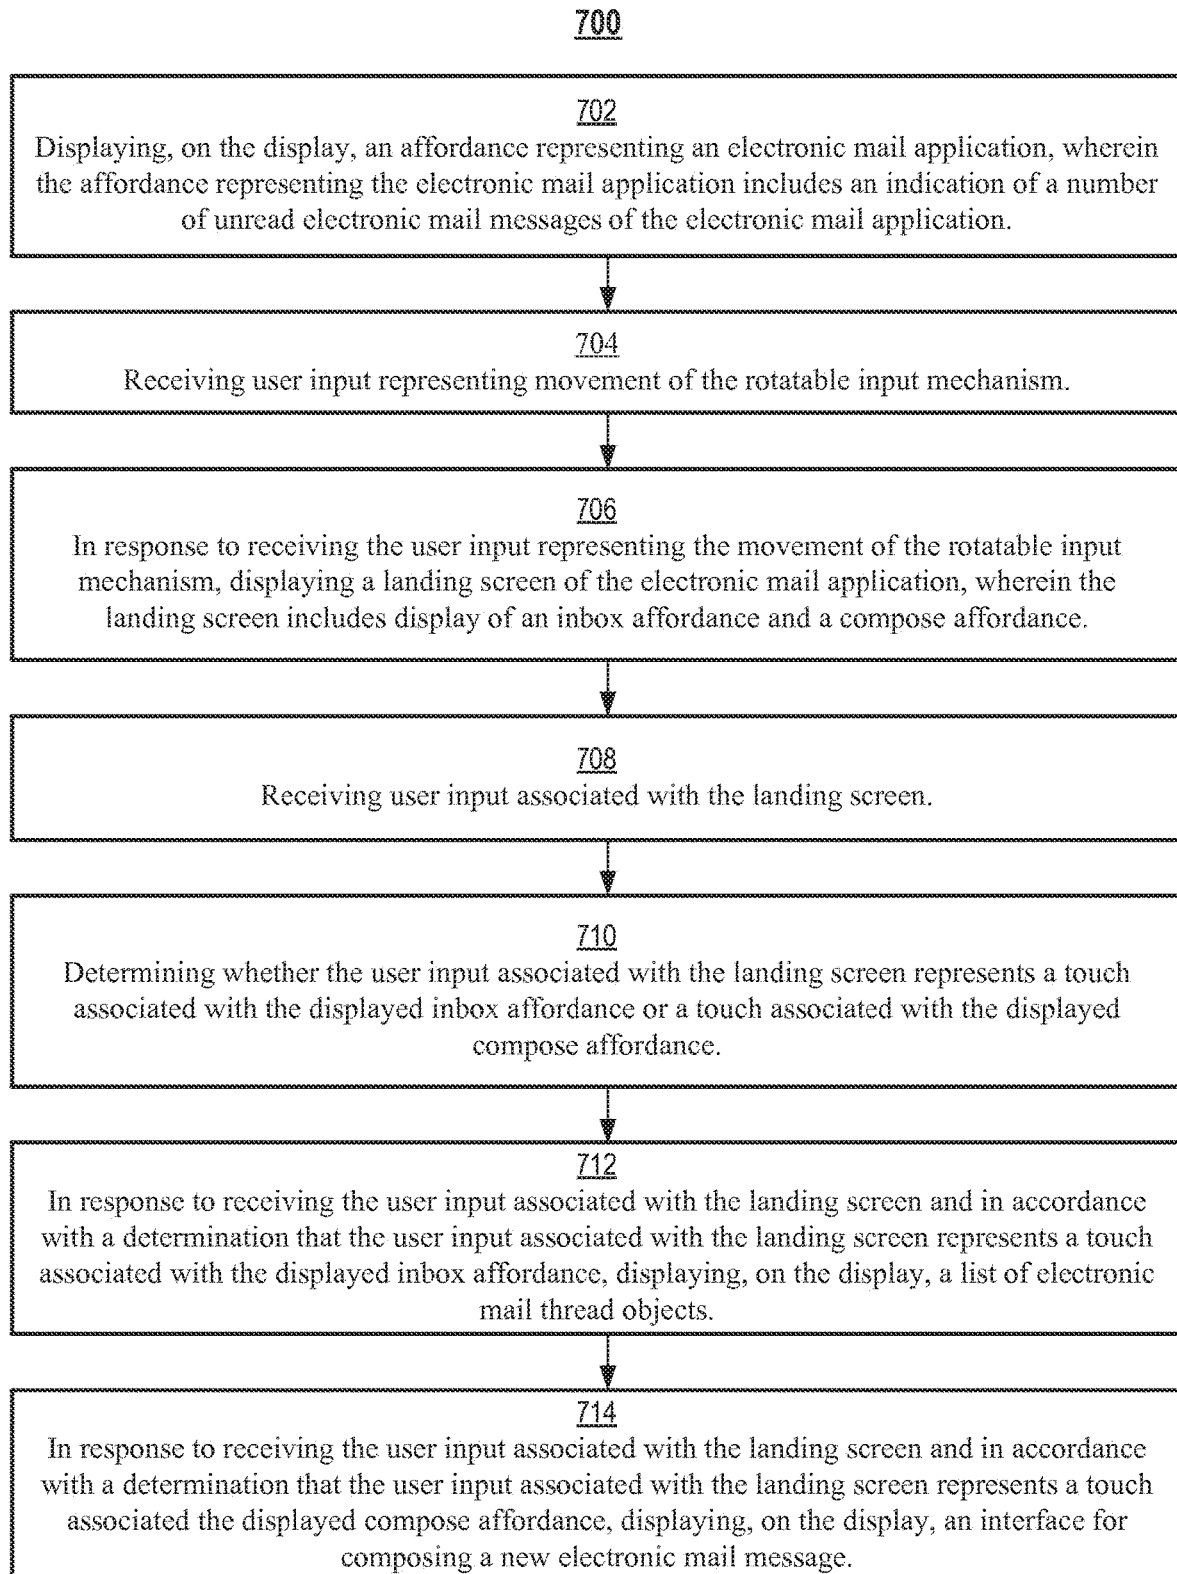 700
702
Displaying, on the display, an affordance representing an electronic mail application, wherein
the affordance representing the electronic mail application includes an indication of a number
of unread electronic mail messages of the electronic mail application.
704
Receiving user input representing movement of the rotatable input mechanism.
706
In response to receiving the user input representing the movement of the rotatable input
mechanism, displaying a landing screen of the electronic mail application, wherein the
landing screen includes display of an inbox affordance and a compose affordance.
708
Receiving user input associated with the landing screen.
710
Determining whether the user input associated with the landing screen represents a touch
associated with the displayed inbox affordance or a touch associated with the displayed
compose affordance.
712
In response to receiving the user input associated with the landing screen and in accordance
with a determination that the user input associated with the landing screen represents a touch
associated with the displayed inbox affordance, displaying, on the display, a list of electronic
mail thread objects.
714
In response to receiving the user input associated with the landing screen and in accordance
with a determination that the user input associated with the landing screen represents a touch
associated the displayed compose affordance, displaying, on the display, an interface for
composing a new electronic mail message.